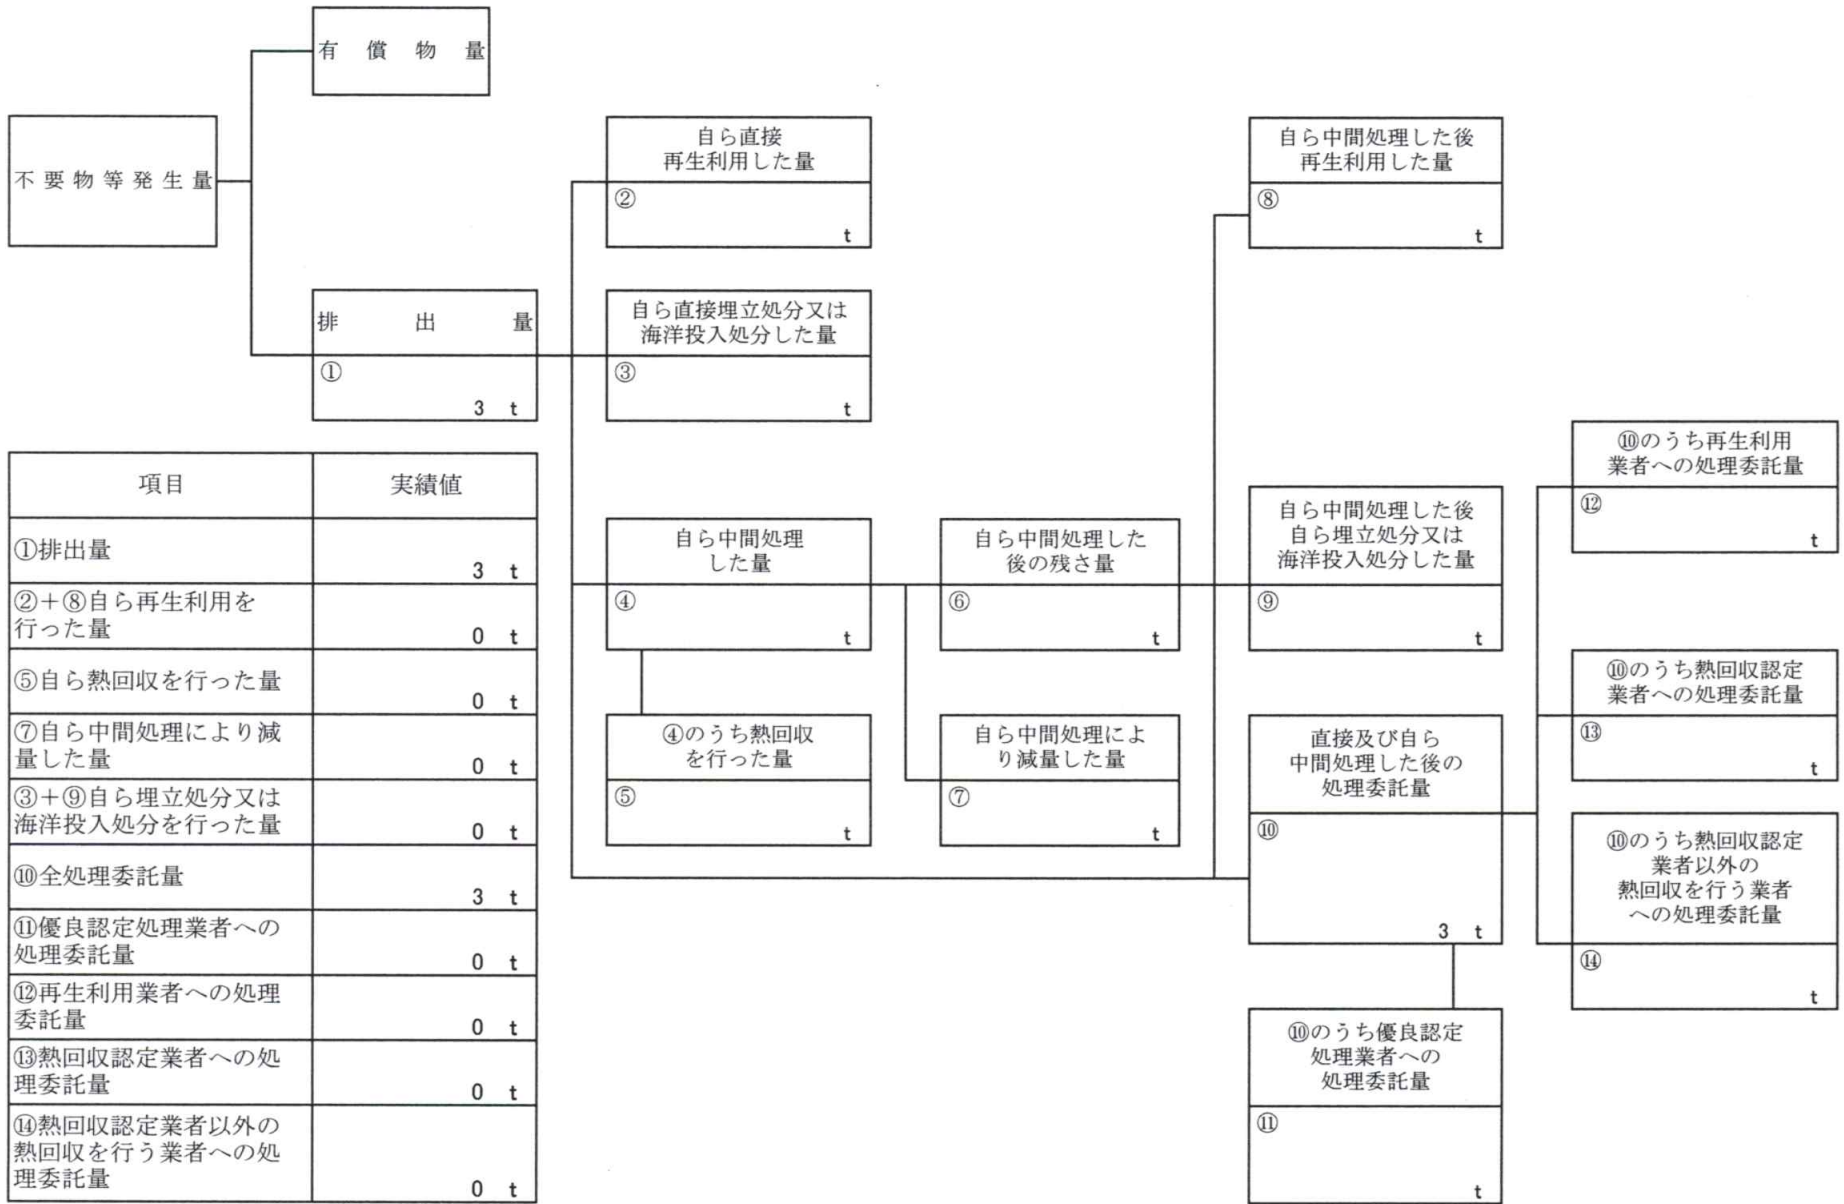 有償物量
不要物等発生量
排出量
①
3 t
自ら直接
再生利用した量
②
t
自ら直接埋立処分又は
海洋投入処分した量
③
t
自ら中間処理
した量
④
t
④のうち熱回収
を行った量
⑤
t
自ら中間処理した
後の残さ量
⑥
t
自ら中間処理によ
り減量した量
⑦
t
自ら中間処理した後
再生利用した量
⑧
t
自ら中間処理した後
自ら埋立処分又は
海洋投入処分した量
⑨
t
直接及び自ら
中間処理した後の
処理委託量
⑩
3 t
⑩のうち優良認定
処理業者への
処理委託量
⑪
t
⑩のうち再生利用
業者への処理委託量
⑫
t
⑩のうち熱回収認定
業者への処理委託量
⑬
t
⑩のうち熱回収認定
業者以外の
熱回収を行う業者
への処理委託量
⑭
t
項目 実績値
①排出量
3 t
②+⑧自ら再生利用を
行った量
0 t
⑤自ら熱回収を行った量
0 t
⑦自ら中間処理により減
量した量
0 t
③+⑨自ら埋立処分又は
海洋投入処分を行った量
0 t
⑩全処理委託量
3 t
⑪優良認定処理業者への
処理委託量
0 t
⑫再生利用業者への処理
委託量
0 t
⑬熱回収認定業者への処
理委託量
0 t
⑭熱回収認定業者以外の
熱回収を行う業者への処
理委託量
0 t